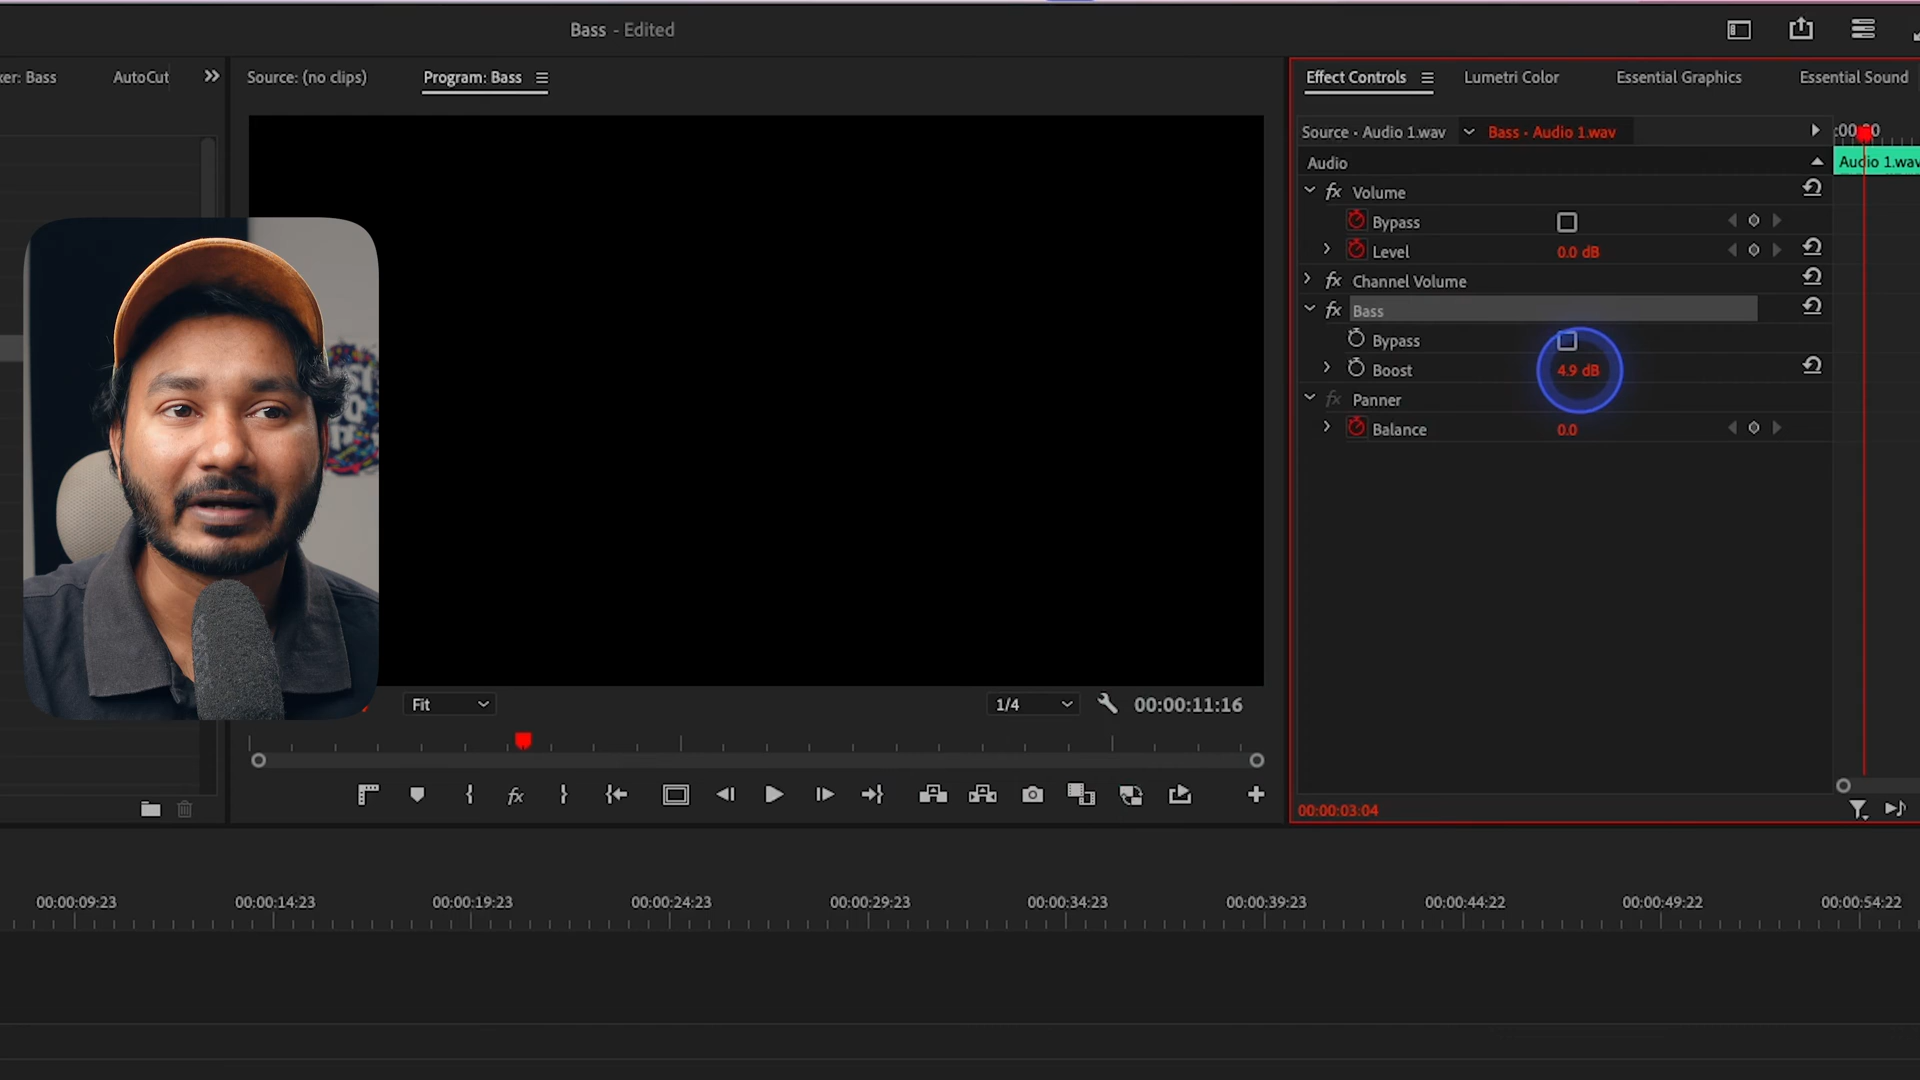 Bass - Edited
ker: Bass
AutoCut
Source: (no clips)
Program: Bass
Effect Controls
Lumetri Color
Essential Graphics
Essential Sound
Source • Audio 1.wav
Bass • Audio 1.wav
Audio
Audio 1.wav
fx Volume
Bypass
Level 0.0 dB
fx Channel Volume
fx Bass
Bypass
Boost 4.9 dB
fx Panner
Balance 0.0
Fit
1/4
00:00:11:16
fx
00:00:03:04
00:00:09:23 00:00:14:23 00:00:19:23 00:00:24:23 00:00:29:23 00:00:34:23 00:00:39:23 00:00:44:22 00:00:49:22 00:00:54:22